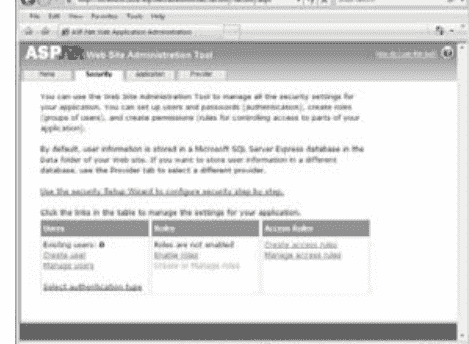 File Edit View Favorites Tools Help
ASP.Net Web Application Administration
ASP. Web Site Administration Tool
Home Security Application Provider
You can use the Web Site Administration Tool to manage all the security settings for
your application. You can set up users and passwords (authentication), create roles
(groups of users), and create permissions (rules for controlling access to parts of your
application).
By default, user information is stored in a Microsoft SQL Server Express database in the
Data folder of your Web site. If you want to store user information in a different
database, use the Provider tab to select a different provider.
Use the security Setup Wizard to configure security step by step.
Click the links in the table to manage the settings for your application.
Users Roles Access Rules
Existing users: 0 Roles are not enabled Create access rules
Create user Enable roles Manage access rules
Manage users Create or Manage roles
Select authentication type